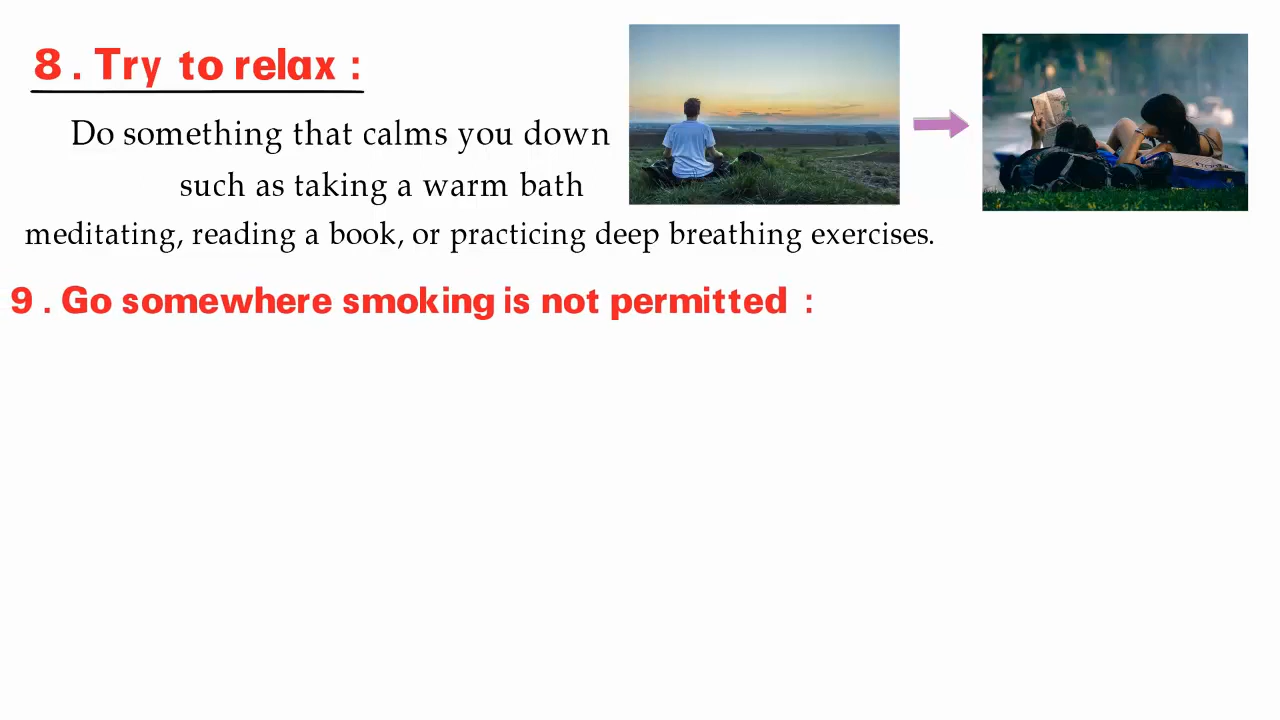 8 . Try to relax :
Do something that calms you down
such as taking a warm bath
meditating, reading a book, or practicing deep breathing exercises.
9 . Go somewhere smoking is not permitted :